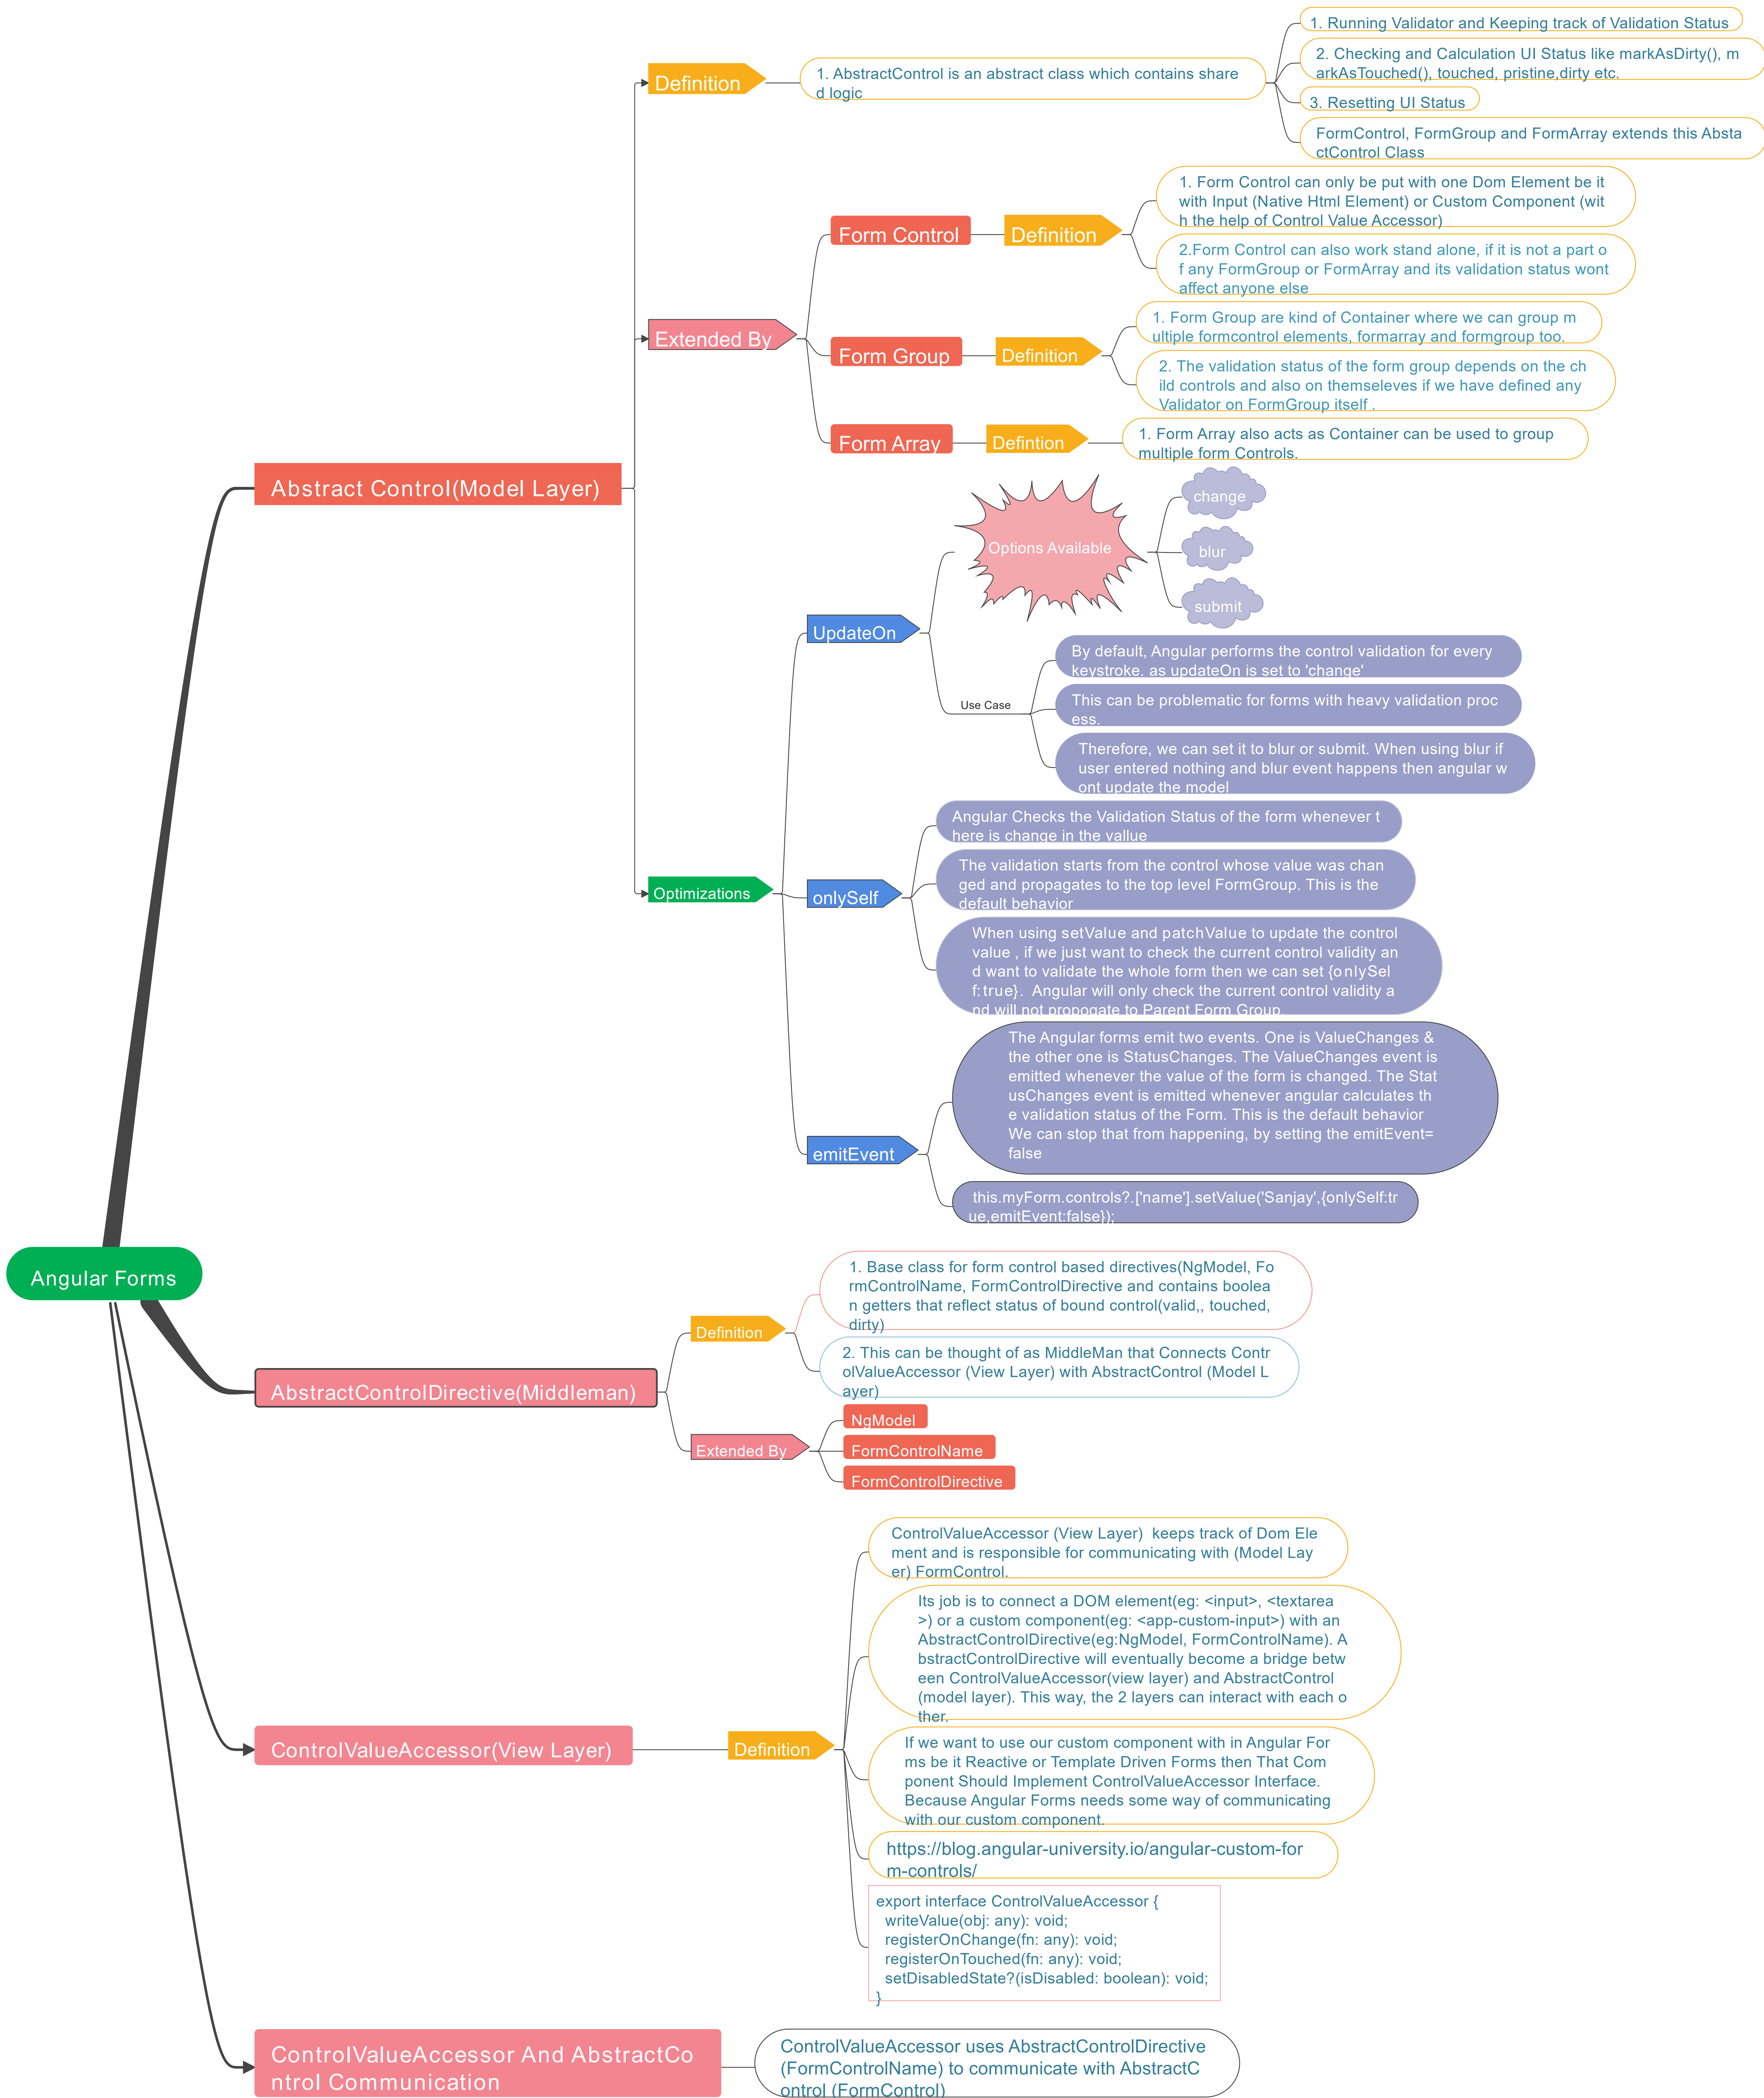 Angular Forms
Abstract Control(Model Layer)
Definition
1. AbstractControl is an abstract class which contains share
d logic
1. Running Validator and Keeping track of Validation Status
2. Checking and Calculation UI Status like markAsDirty(), m
arkAsTouched(), touched, pristine,dirty etc.
3. Resetting UI Status
FormControl, FormGroup and FormArray extends this Absta
ctControl Class
Extended By
Form Control
Definition
1. Form Control can only be put with one Dom Element be it
with Input (Native Html Element) or Custom Component (wit
h the help of Control Value Accessor)
2.Form Control can also work stand alone, if it is not a part o
f any FormGroup or FormArray and its validation status wont
affect anyone else
Form Group
Definition
1. Form Group are kind of Container where we can group m
ultiple formcontrol elements, formarray and formgroup too.
2. The validation status of the form group depends on the ch
ild controls and also on themseleves if we have defined any
Validator on FormGroup itself .
Form Array
Defintion
1. Form Array also acts as Container can be used to group
multiple form Controls.
Optimizations
UpdateOn
Options Available
change
blur
submit
Use Case
By default, Angular performs the control validation for every
keystroke. as updateOn is set to 'change'
This can be problematic for forms with heavy validation proc
ess.
Therefore, we can set it to blur or submit. When using blur if
user entered nothing and blur event happens then angular w
ont update the model
onlySelf
Angular Checks the Validation Status of the form whenever t
here is change in the vallue
The validation starts from the control whose value was chan
ged and propagates to the top level FormGroup. This is the
default behavior
When using setValue and patchValue to update the control
value , if we just want to check the current control validity an
d want to validate the whole form then we can set {onlySel
f:true}.  Angular will only check the current control validity a
nd will not propogate to Parent Form Group.
emitEvent
The Angular forms emit two events. One is ValueChanges &
the other one is StatusChanges. The ValueChanges event is
emitted whenever the value of the form is changed. The Stat
usChanges event is emitted whenever angular calculates th
e validation status of the Form. This is the default behavior
We can stop that from happening, by setting the emitEvent=
false
this.myForm.controls?.['name'].setValue('Sanjay',{onlySelf:tr
ue,emitEvent:false});
AbstractControlDirective(Middleman)
Definition
1. Base class for form control based directives(NgModel, Fo
rmControlName, FormControlDirective and contains boolea
n getters that reflect status of bound control(valid,, touched,
dirty)
2. This can be thought of as MiddleMan that Connects Contr
olValueAccessor (View Layer) with AbstractControl (Model L
ayer)
Extended By
NgModel
FormControlName
FormControlDirective
ControlValueAccessor(View Layer)
Definition
ControlValueAccessor (View Layer)  keeps track of Dom Ele
ment and is responsible for communicating with (Model Lay
er) FormControl.
Its job is to connect a DOM element(eg: <input>, <textarea
>) or a custom component(eg: <app-custom-input>) with an
AbstractControlDirective(eg:NgModel, FormControlName). A
bstractControlDirective will eventually become a bridge betw
een ControlValueAccessor(view layer) and AbstractControl
(model layer). This way, the 2 layers can interact with each o
ther.
If we want to use our custom component with in Angular For
ms be it Reactive or Template Driven Forms then That Com
ponent Should Implement ControlValueAccessor Interface.
Because Angular Forms needs some way of communicating
with our custom component.
https://blog.angular-university.io/angular-custom-for
m-controls/
export interface ControlValueAccessor {
writeValue(obj: any): void;
registerOnChange(fn: any): void;
registerOnTouched(fn: any): void;
setDisabledState?(isDisabled: boolean): void;
}
ControlValueAccessor And AbstractCo
ntrol Communication
ControlValueAccessor uses AbstractControlDirective
(FormControlName) to communicate with AbstractC
ontrol (FormControl)